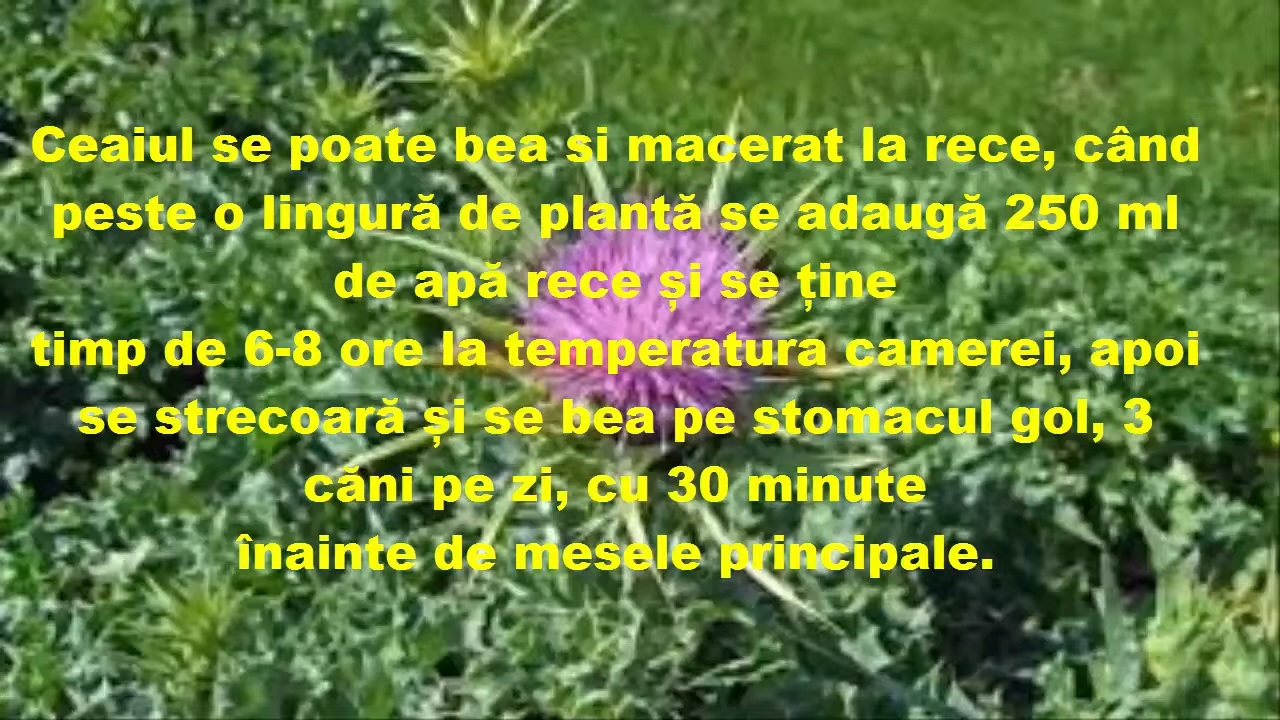 Ceaiul se poate bea si macerat la rece, când
peste o lingură de plantă se adaugă 250 ml
de apă rece și se ține
timp de 6-8 ore la temperatura camerei, apoi
se strecoară și se bea pe stomacul gol, 3
căni pe zi, cu 30 minute
înainte de mesele principale.